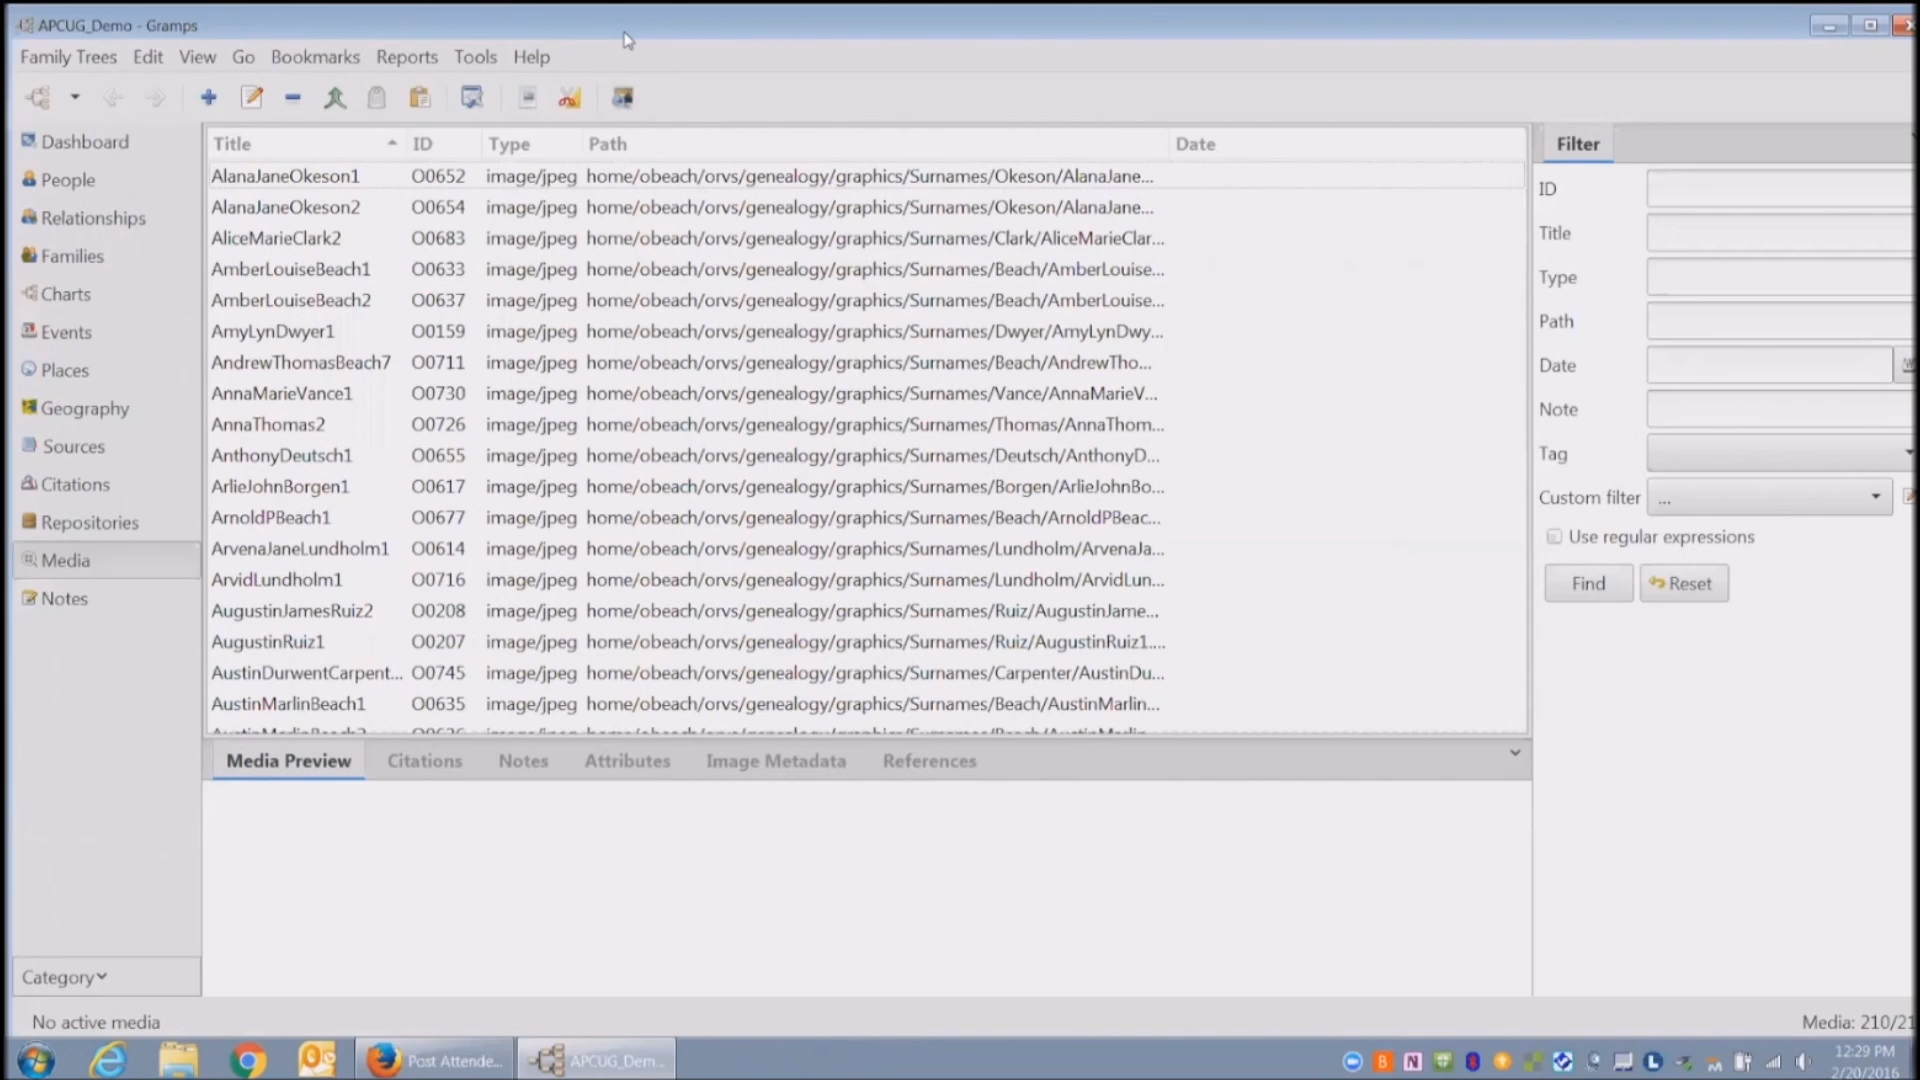 APCUG_Demo - Gramps
Family Trees Edit View Go Bookmarks Reports Tools Help
Dashboard
People
Relationships
Families
Charts
Events
Places
Geography
Sources
Citations
Repositories
Media
Notes
Category
Title ID Type Path Date
AlanaJaneOkeson1 O0652 image/jpeg home/obeach/orvs/genealogy/graphics/Surnames/Okeson/AlanaJane...
AlanaJaneOkeson2 O0654 image/jpeg home/obeach/orvs/genealogy/graphics/Surnames/Okeson/AlanaJane...
AliceMarieClark2 O0683 image/jpeg home/obeach/orvs/genealogy/graphics/Surnames/Clark/AliceMarieClar...
AmberLouiseBeach1 O0633 image/jpeg home/obeach/orvs/genealogy/graphics/Surnames/Beach/AmberLouise...
AmberLouiseBeach2 O0637 image/jpeg home/obeach/orvs/genealogy/graphics/Surnames/Beach/AmberLouise...
AmyLynDwyer1 O0159 image/jpeg home/obeach/orvs/genealogy/graphics/Surnames/Dwyer/AmyLynDwy...
AndrewThomasBeach7 O0711 image/jpeg home/obeach/orvs/genealogy/graphics/Surnames/Beach/AndrewTho...
AnnaMarieVance1 O0730 image/jpeg home/obeach/orvs/genealogy/graphics/Surnames/Vance/AnnaMarieV...
AnnaThomas2 O0726 image/jpeg home/obeach/orvs/genealogy/graphics/Surnames/Thomas/AnnaThom...
AnthonyDeutsch1 O0655 image/jpeg home/obeach/orvs/genealogy/graphics/Surnames/Deutsch/AnthonyD...
ArlieJohnBorgen1 O0617 image/jpeg home/obeach/orvs/genealogy/graphics/Surnames/Borgen/ArlieJohnBo...
ArnoldPBeach1 O0677 image/jpeg home/obeach/orvs/genealogy/graphics/Surnames/Beach/ArnoldPBeac...
ArvenaJaneLundholm1 O0614 image/jpeg home/obeach/orvs/genealogy/graphics/Surnames/Lundholm/ArvenaJa...
ArvidLundholm1 O0716 image/jpeg home/obeach/orvs/genealogy/graphics/Surnames/Lundholm/ArvidLun...
AugustinJamesRuiz2 O0208 image/jpeg home/obeach/orvs/genealogy/graphics/Surnames/Ruiz/AugustinJame...
AugustinRuiz1 O0207 image/jpeg home/obeach/orvs/genealogy/graphics/Surnames/Ruiz/AugustinRuiz1....
AustinDurwentCarpent... O0745 image/jpeg home/obeach/orvs/genealogy/graphics/Surnames/Carpenter/AustinDu...
AustinMarlinBeach1 O0635 image/jpeg home/obeach/orvs/genealogy/graphics/Surnames/Beach/AustinMarlin...
Media Preview Citations Notes Attributes Image Metadata References
Filter
ID
Title
Type
Path
Date
Note
Tag
Custom filter ...
Use regular expressions
Find Reset
No active media
Media: 210/21
Post Attende...
APCUG_Dem...
12:29 PM
2/20/2016